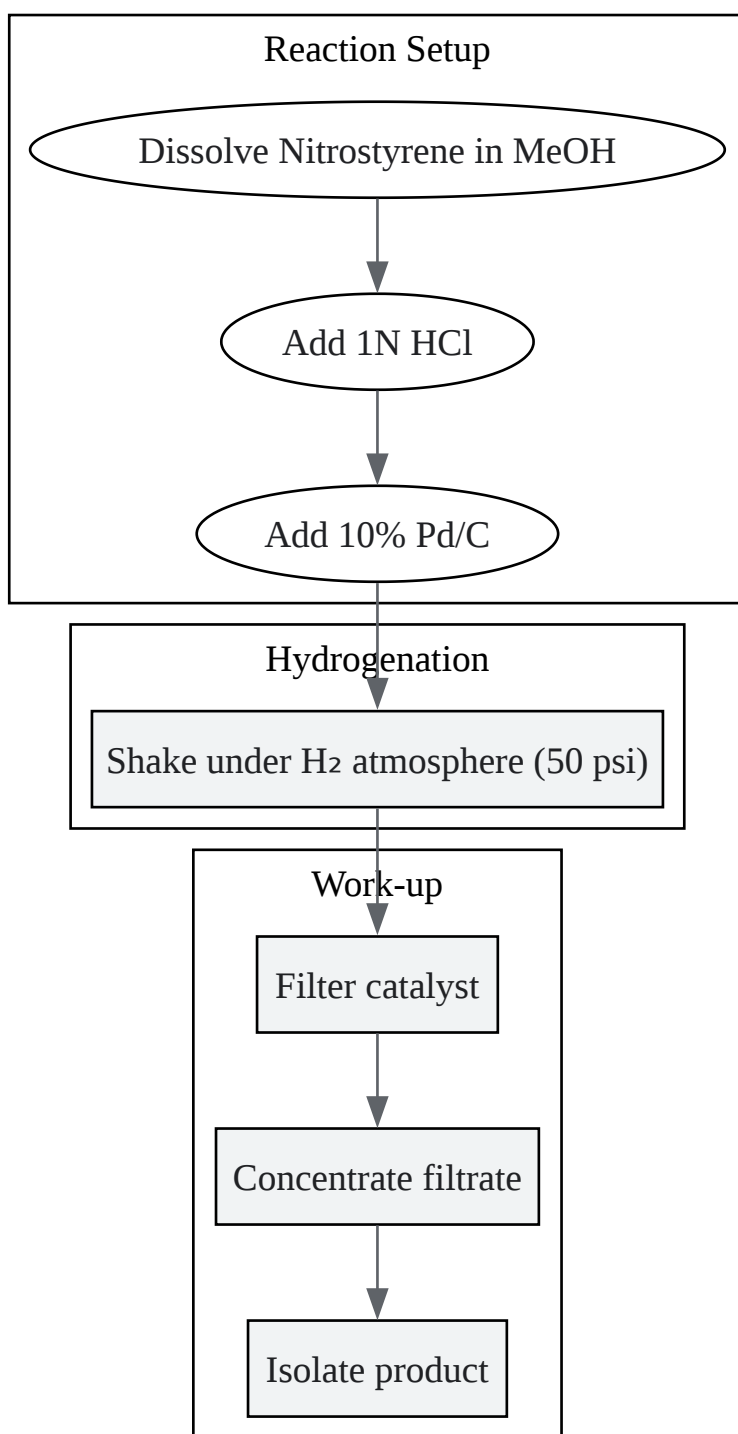 Reaction Setup
Dissolve Nitrostyrene in MeOH
Add 1N HCl
Add 10% Pd/C
Hydrogenation
Shake under H₂ atmosphere (50 psi)
Work-up
Filter catalyst
Concentrate filtrate
Isolate product